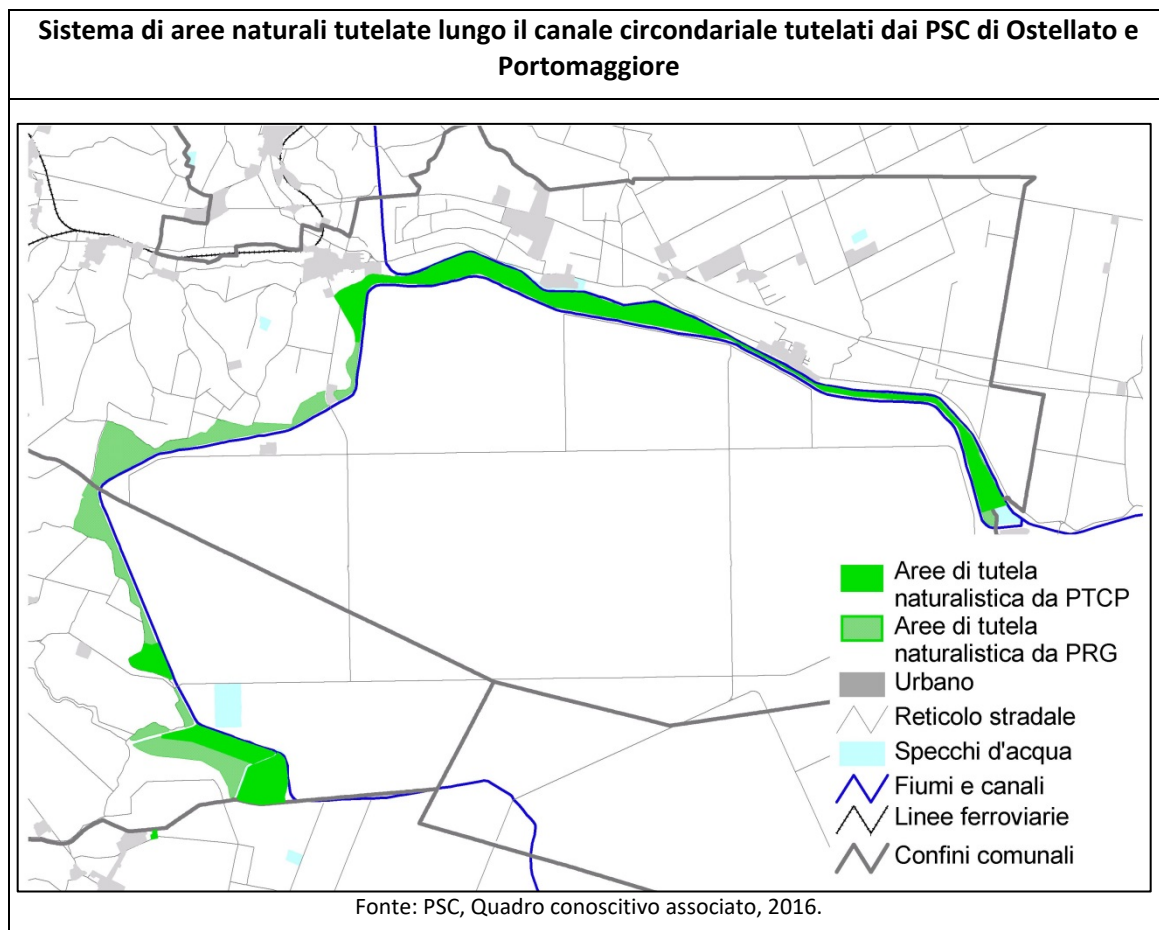 Sistema di aree naturali tutelate lungo il canale circondariale tutelati dai PSC di Ostellato e
Portomaggiore
Aree di tutela
naturalistica da PTCP
Aree di tutela
naturalistica da PRG
Urbano
Reticolo stradale
Specchi d'acqua
Fiumi e canali
Linee ferroviarie
Confini comunali
Fonte: PSC, Quadro conoscitivo associato, 2016.